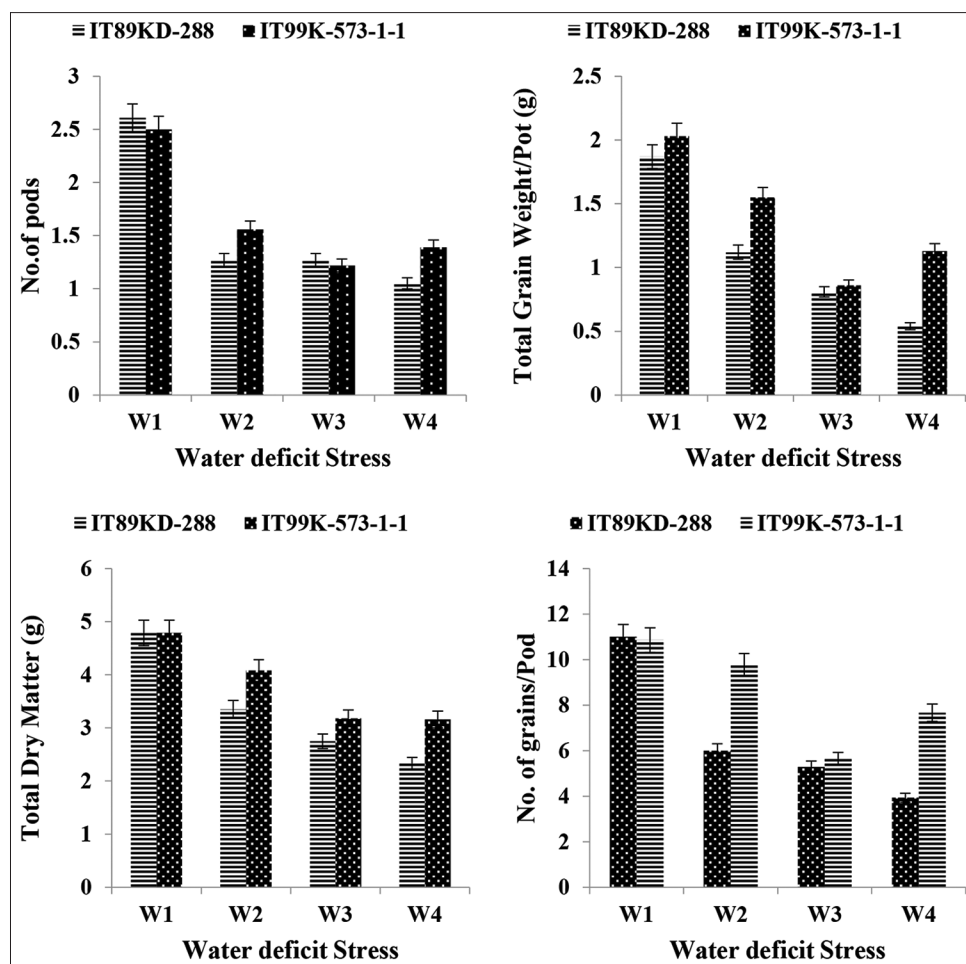 IT89KD-288 IT99K-573-1-1
No.of pods
3
2.5
2
1.5
1
0.5
0
W1 W2 W3 W4
Water deficit Stress
IT89KD-288 IT99K-573-1-1
Total Grain Weight/Pot (g)
2.5
2
1.5
1
0.5
0
W1 W2 W3 W4
Water deficit Stress
IT89KD-288 IT99K-573-1-1
Total Dry Matter (g)
6
5
4
3
2
1
0
W1 W2 W3 W4
Water deficit Stress
IT89KD-288 IT99K-573-1-1
No. of grains/Pod
14
12
10
8
6
4
2
0
W1 W2 W3 W4
Water deficit Stress